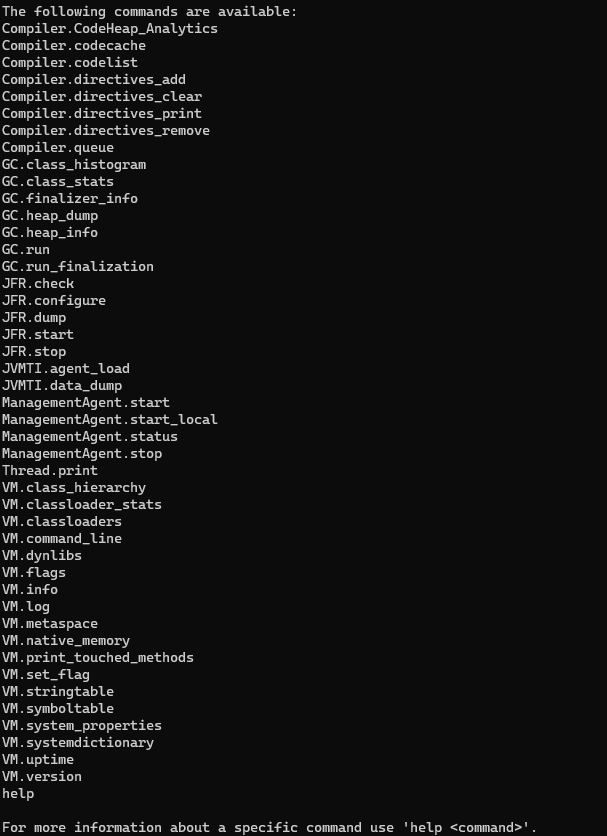 The following commands are available:
Compiler.CodeHeap_Analytics
Compiler.codecache
Compiler.codelist
Compiler.directives_add
Compiler.directives_clear
Compiler.directives_print
Compiler.directives_remove
Compiler.queue
GC.class_histogram
GC.class_stats
GC.finalizer_info
GC.heap_dump
GC.heap_info
GC.run
GC.run_finalization
JFR.check
JFR.configure
JFR.dump
JFR.start
JFR.stop
JVMTI.agent_load
JVMTI.data_dump
ManagementAgent.start
ManagementAgent.start_local
ManagementAgent.status
ManagementAgent.stop
Thread.print
VM.class_hierarchy
VM.classloader_stats
VM.classloaders
VM.command_line
VM.dynlibs
VM.flags
VM.info
VM.log
VM.metaspace
VM.native_memory
VM.print_touched_methods
VM.set_flag
VM.stringtable
VM.symboltable
VM.system_properties
VM.systemdictionary
VM.uptime
VM.version
help

For more information about a specific command use 'help <command>'.